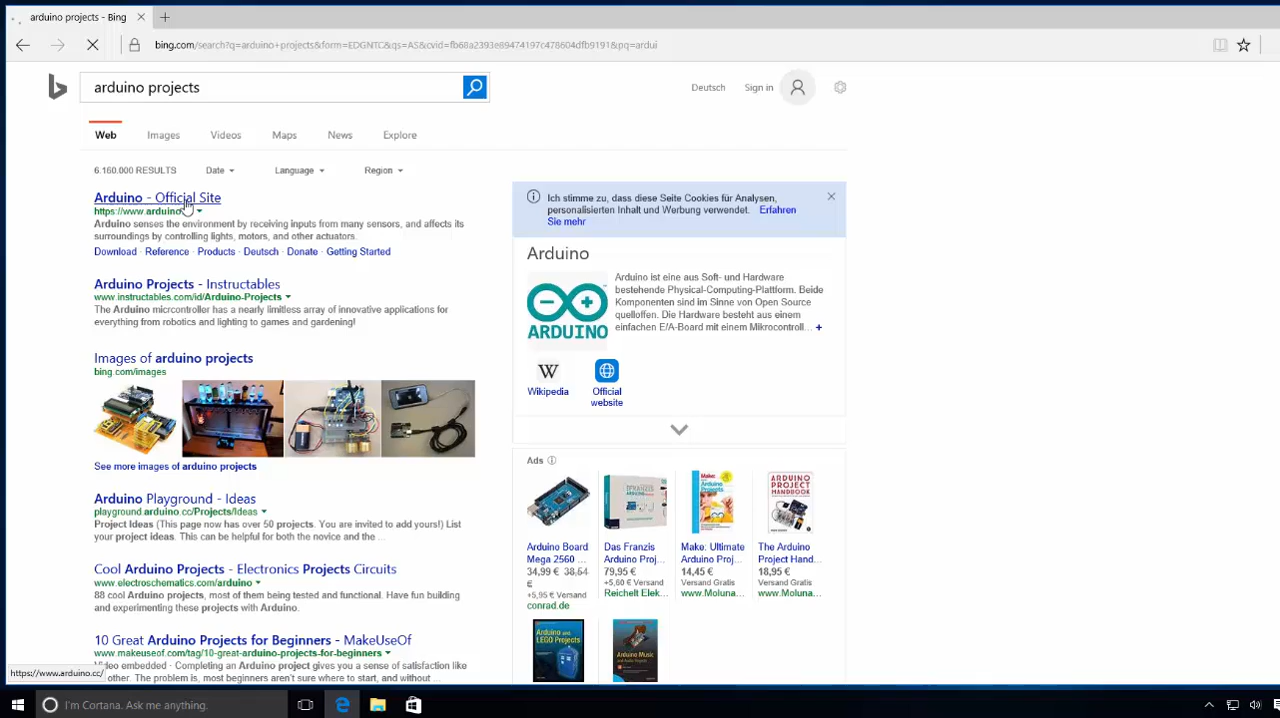 arduino projects - Bing
bing.com/search?q=arduino+projects&form=EDGNTC&qs=AS&cvid=fb68a2393e89474197c478604dfb9191&pq=ardui
arduino projects
Deutsch
Sign in
Web
Images
Videos
Maps
News
Explore
6.160.000 RESULTS
Date
Language
Region
Arduino - Official Site
https://www.arduino
Arduino senses the environment by receiving inputs from many sensors, and affects its
surroundings by controlling lights, motors, and other actuators.
Download · Reference · Products · Deutsch · Donate · Getting Started
Arduino Projects - Instructables
www.instructables.com/id/Arduino-Projects
The Arduino micrcontroller has a nearly limitless array of innovative applications for
everything from robotics and lighting to games and gardening!
Images of arduino projects
bing.com/images
See more images of arduino projects
Arduino Playground - Ideas
playground.arduino.cc/Projects/Ideas
Project Ideas (This page now has over 50 projects. You are invited to add yours!) List
your project ideas. This can be helpful for both the novice and the ...
Cool Arduino Projects - Electronics Projects Circuits
www.electroschematics.com/arduino
88 cool Arduino projects, most of them being tested and functional. Have fun building
and experimenting these projects with Arduino.
10 Great Arduino Projects for Beginners - MakeUseOf
www.makeuseof.com/tag/10-great-arduino-projects-for-beginners
Video embedded · Completing an Arduino project gives you a sense of satisfaction like
other. The problem is, most beginners aren't sure where to start, and without ...
https://www.arduino.cc/
Ich stimme zu, dass diese Seite Cookies für Analysen,
personalisierten Inhalt und Werbung verwendet. Erfahren
Sie mehr
Arduino
ARDUINO
Arduino ist eine aus Soft- und Hardware
bestehende Physical-Computing-Plattform. Beide
Komponenten sind im Sinne von Open Source
quelloffen. Die Hardware besteht aus einem
einfachen E/A-Board mit einem Mikrocontroll... +
W
Wikipedia
Official
website
Ads
Arduino Board
Mega 2560 ...
34,99 € 38,54
€
+5,95 € Versand
conrad.de
Das Franzis
Arduino Proj...
79,95 €
+5,60 € Versand
Reichelt Elek...
Make: Ultimate
Arduino Proj...
14,45 €
Versand Gratis
www.Moluna...
ARDUINO
PROJECT
HANDBOOK
The Arduino
Project Hand...
18,95 €
Versand Gratis
www.Moluna...
I'm Cortana. Ask me anything.